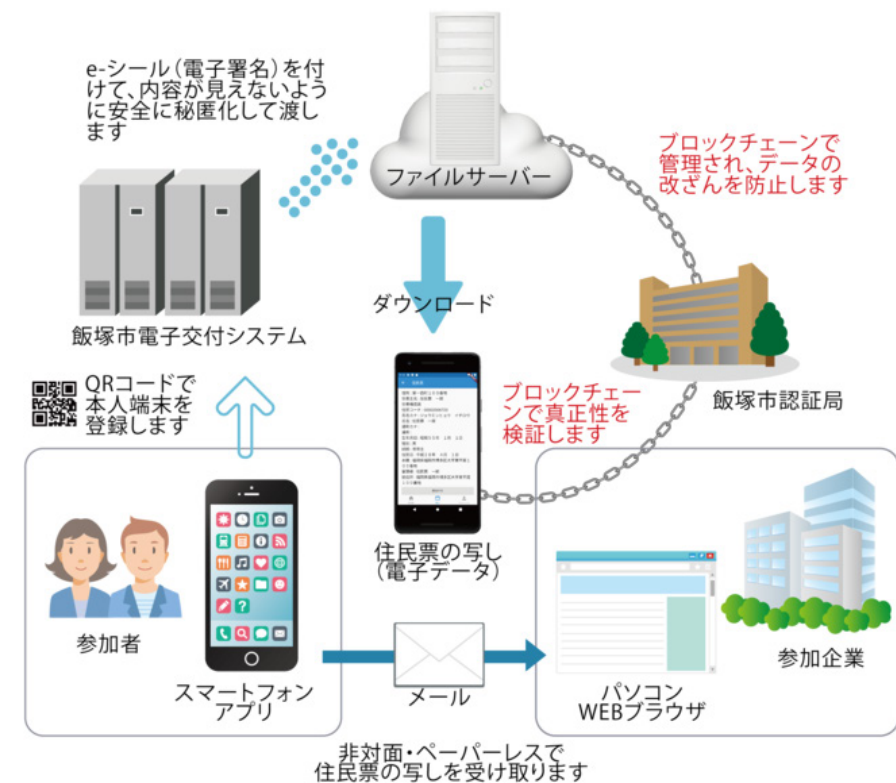 e-シール(電子署名)を付
けて、内容が見えないよう
に安全に秘匿化して渡し
ます
ファイルサーバー
ブロックチェーンで
管理され、データの
改ざんを防止します
飯塚市電子交付システム
ダウンロード
QRコードで
本人端末を
登録します
ブロックチェー
ンで真正性を
検証します
飯塚市認証局
住民票の写し
(電子データ)
参加者
スマートフォン
アプリ
メール
パソコン
WEBブラウザ
参加企業
非対面・ペーパーレスで
住民票の写しを受け取ります